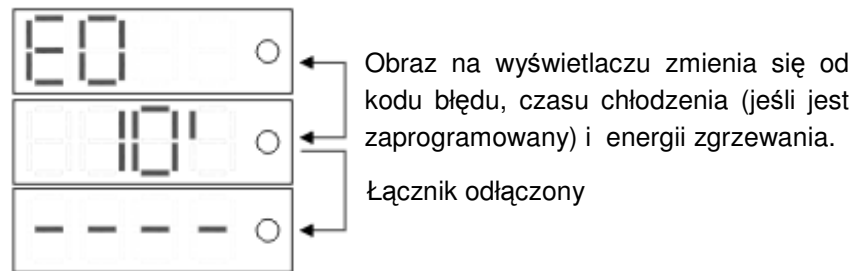 E0
10'
- - - -
Obraz na wyświetlaczu zmienia się od
kodu błędu, czasu chłodzenia (jeśli jest
zaprogramowany) i energii zgrzewania.
Łącznik odłączony